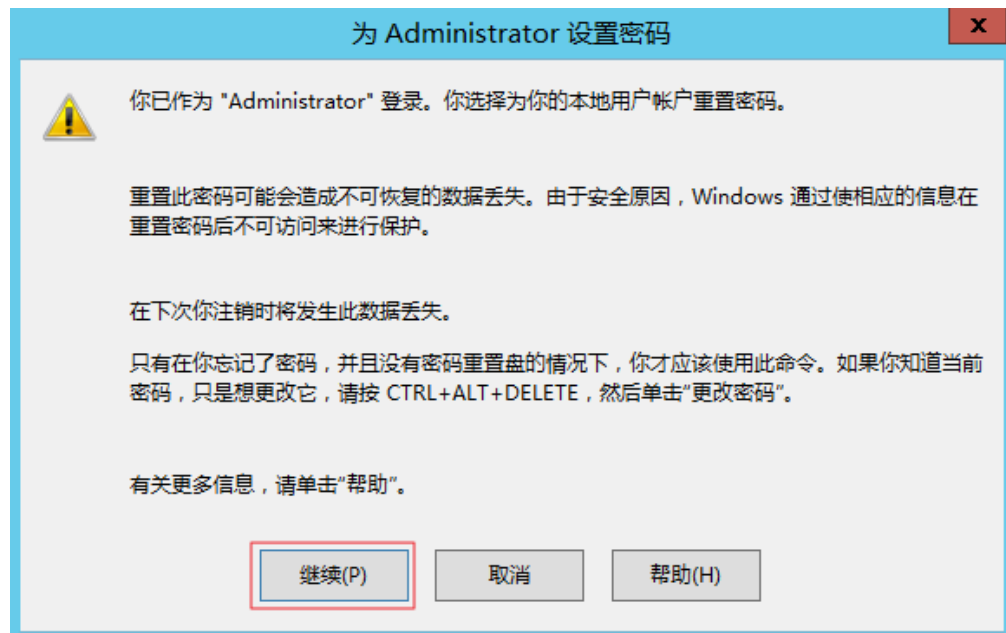 为 Administrator 设置密码
x
你已作为 "Administrator" 登录。你选择为你的本地用户帐户重置密码。
重置此密码可能会造成不可恢复的数据丢失。由于安全原因，Windows 通过使相应的信息在
重置密码后不可访问来进行保护。
在下次你注销时将发生此数据丢失。
只有在你忘记了密码，并且没有密码重置盘的情况下，你才应该使用此命令。如果你知道当前
密码，只是想更改它，请按 CTRL+ALT+DELETE，然后单击"更改密码"。
有关更多信息，请单击"帮助"。
继续(P) 取消 帮助(H)